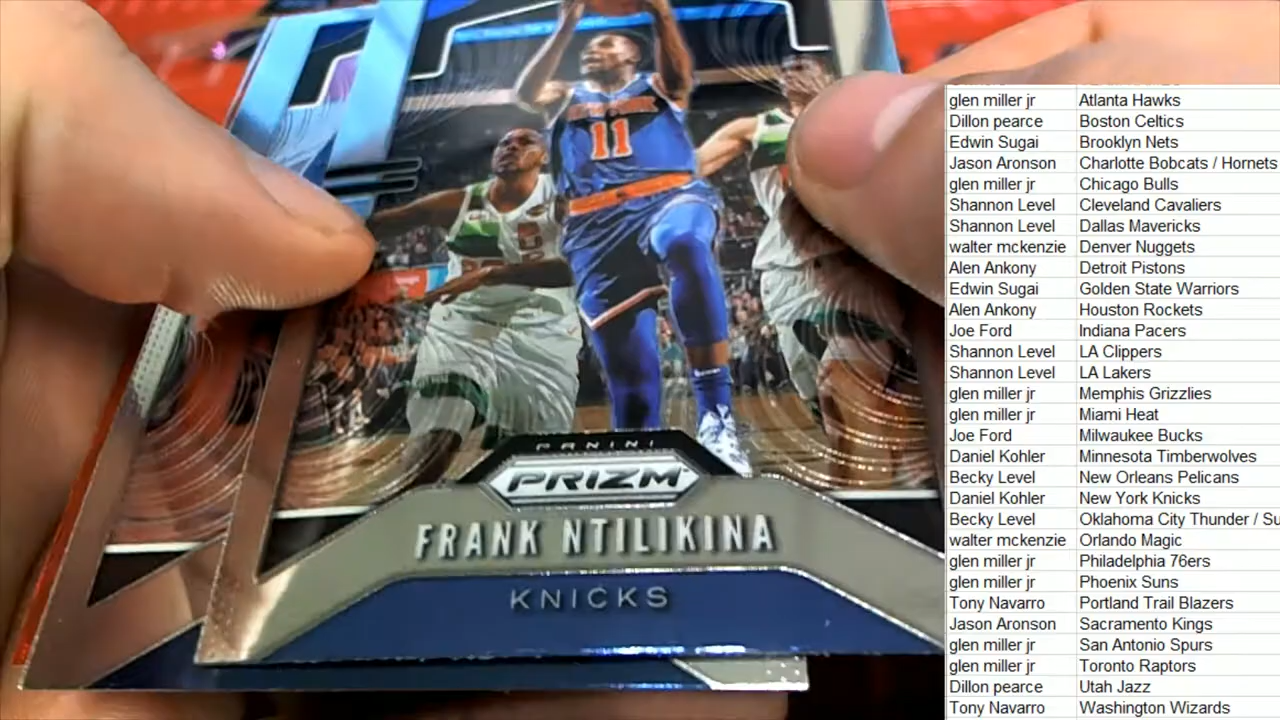 11
PANINI
PRIZM
FRANK NTILIKINA
KNICKS
glen miller jr Atlanta Hawks
Dillon pearce Boston Celtics
Edwin Sugai Brooklyn Nets
Jason Aronson Charlotte Bobcats / Hornets
glen miller jr Chicago Bulls
Shannon Level Cleveland Cavaliers
Shannon Level Dallas Mavericks
walter mckenzie Denver Nuggets
Alen Ankony Detroit Pistons
Edwin Sugai Golden State Warriors
Alen Ankony Houston Rockets
Joe Ford Indiana Pacers
Shannon Level LA Clippers
Shannon Level LA Lakers
glen miller jr Memphis Grizzlies
glen miller jr Miami Heat
Joe Ford Milwaukee Bucks
Daniel Kohler Minnesota Timberwolves
Becky Level New Orleans Pelicans
Daniel Kohler New York Knicks
Becky Level Oklahoma City Thunder / Su
walter mckenzie Orlando Magic
glen miller jr Philadelphia 76ers
glen miller jr Phoenix Suns
Tony Navarro Portland Trail Blazers
Jason Aronson Sacramento Kings
glen miller jr San Antonio Spurs
glen miller jr Toronto Raptors
Dillon pearce Utah Jazz
Tony Navarro Washington Wizards